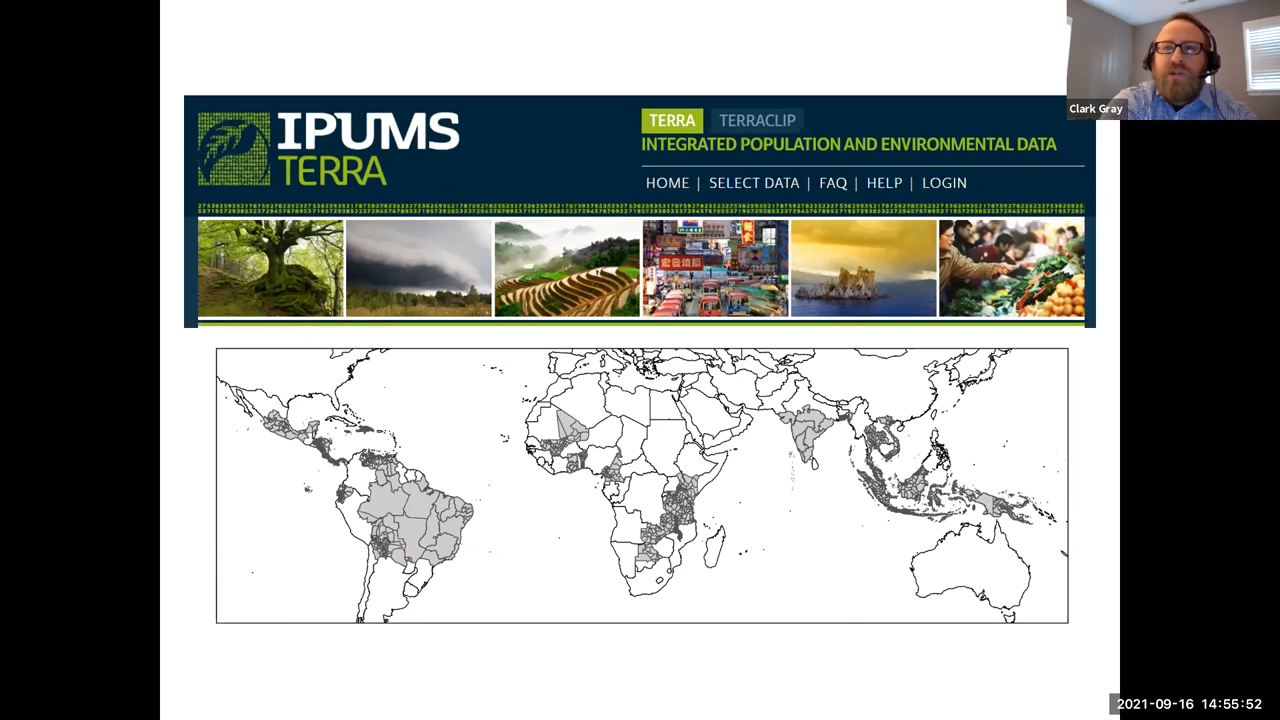 Clark Gray
IPUMS
TERRA
TERRA TERRACLIP
INTEGRATED POPULATION AND ENVIRONMENTAL DATA
HOME | SELECT DATA | FAQ | HELP | LOGIN
2021-09-16 14:55:52